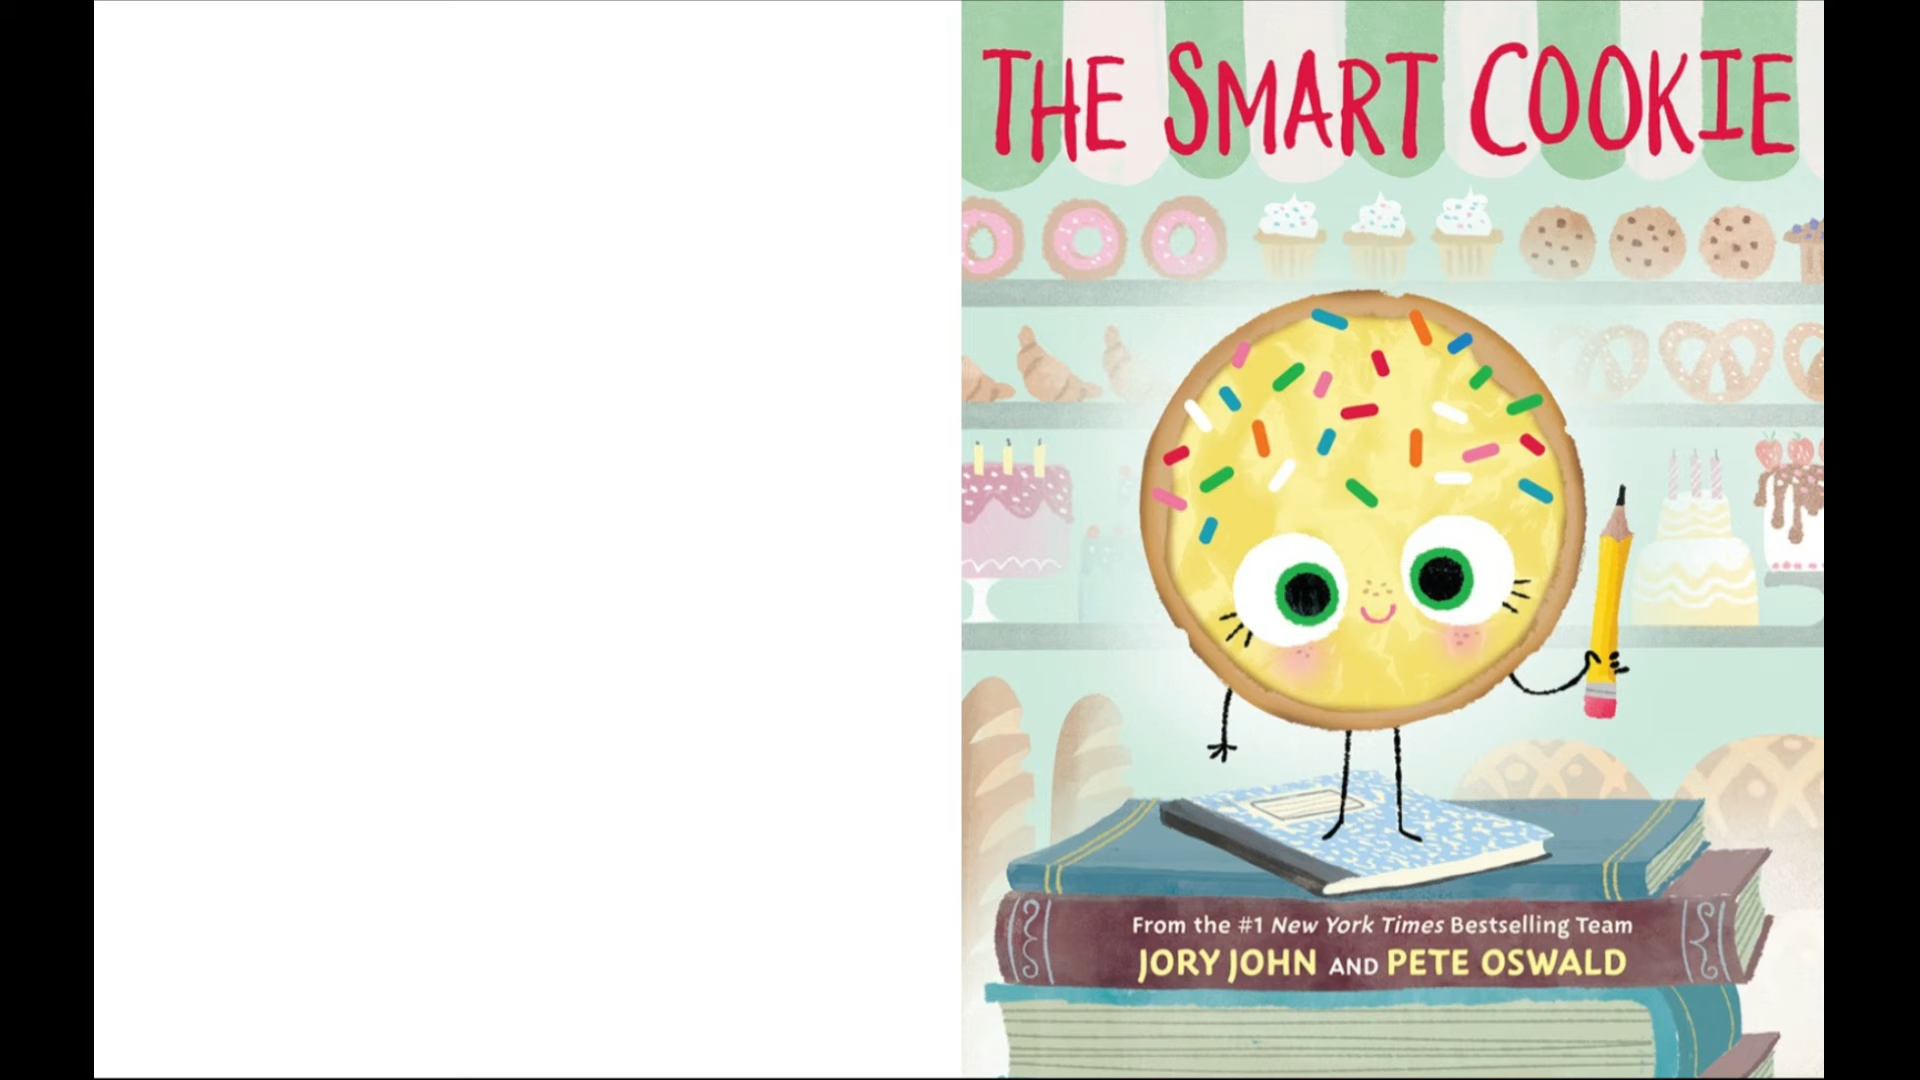 THE SMART COOKIE
From the #1 New York Times Bestselling Team
JORY JOHN AND PETE OSWALD